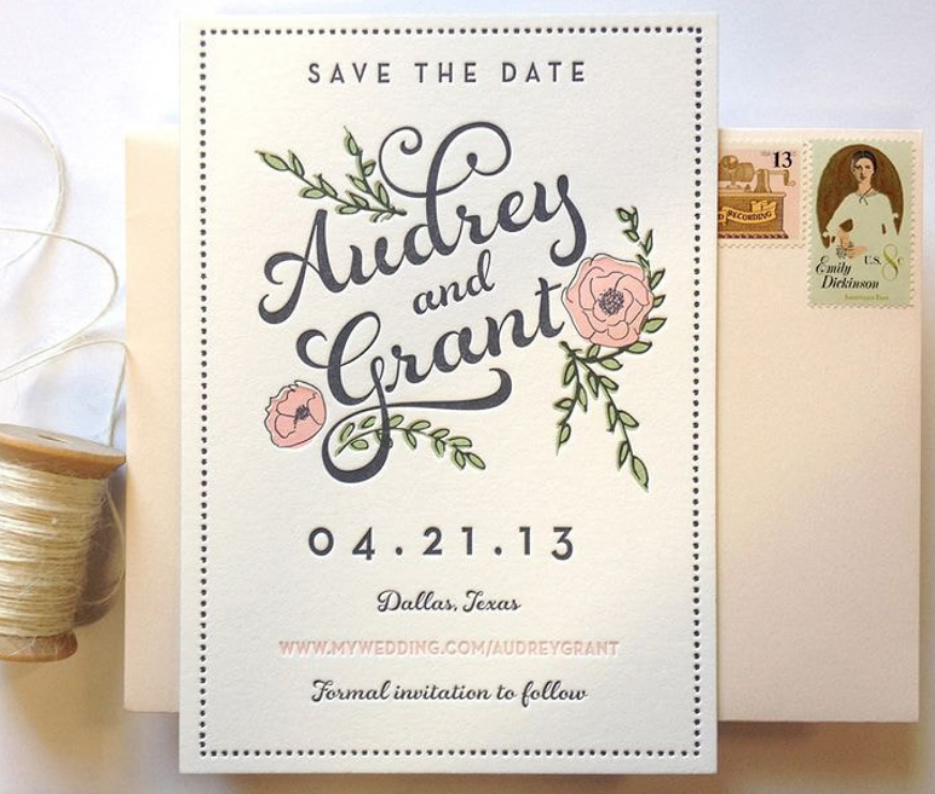 SAVE THE DATE
Audrey
and
Grant
04.21.13
Dallas, Texas
WWW.MYWEDDING.COM/AUDREYGRANT
Formal invitation to follow
13
RECORDING
Emily
Dickinson
U.S. 8c